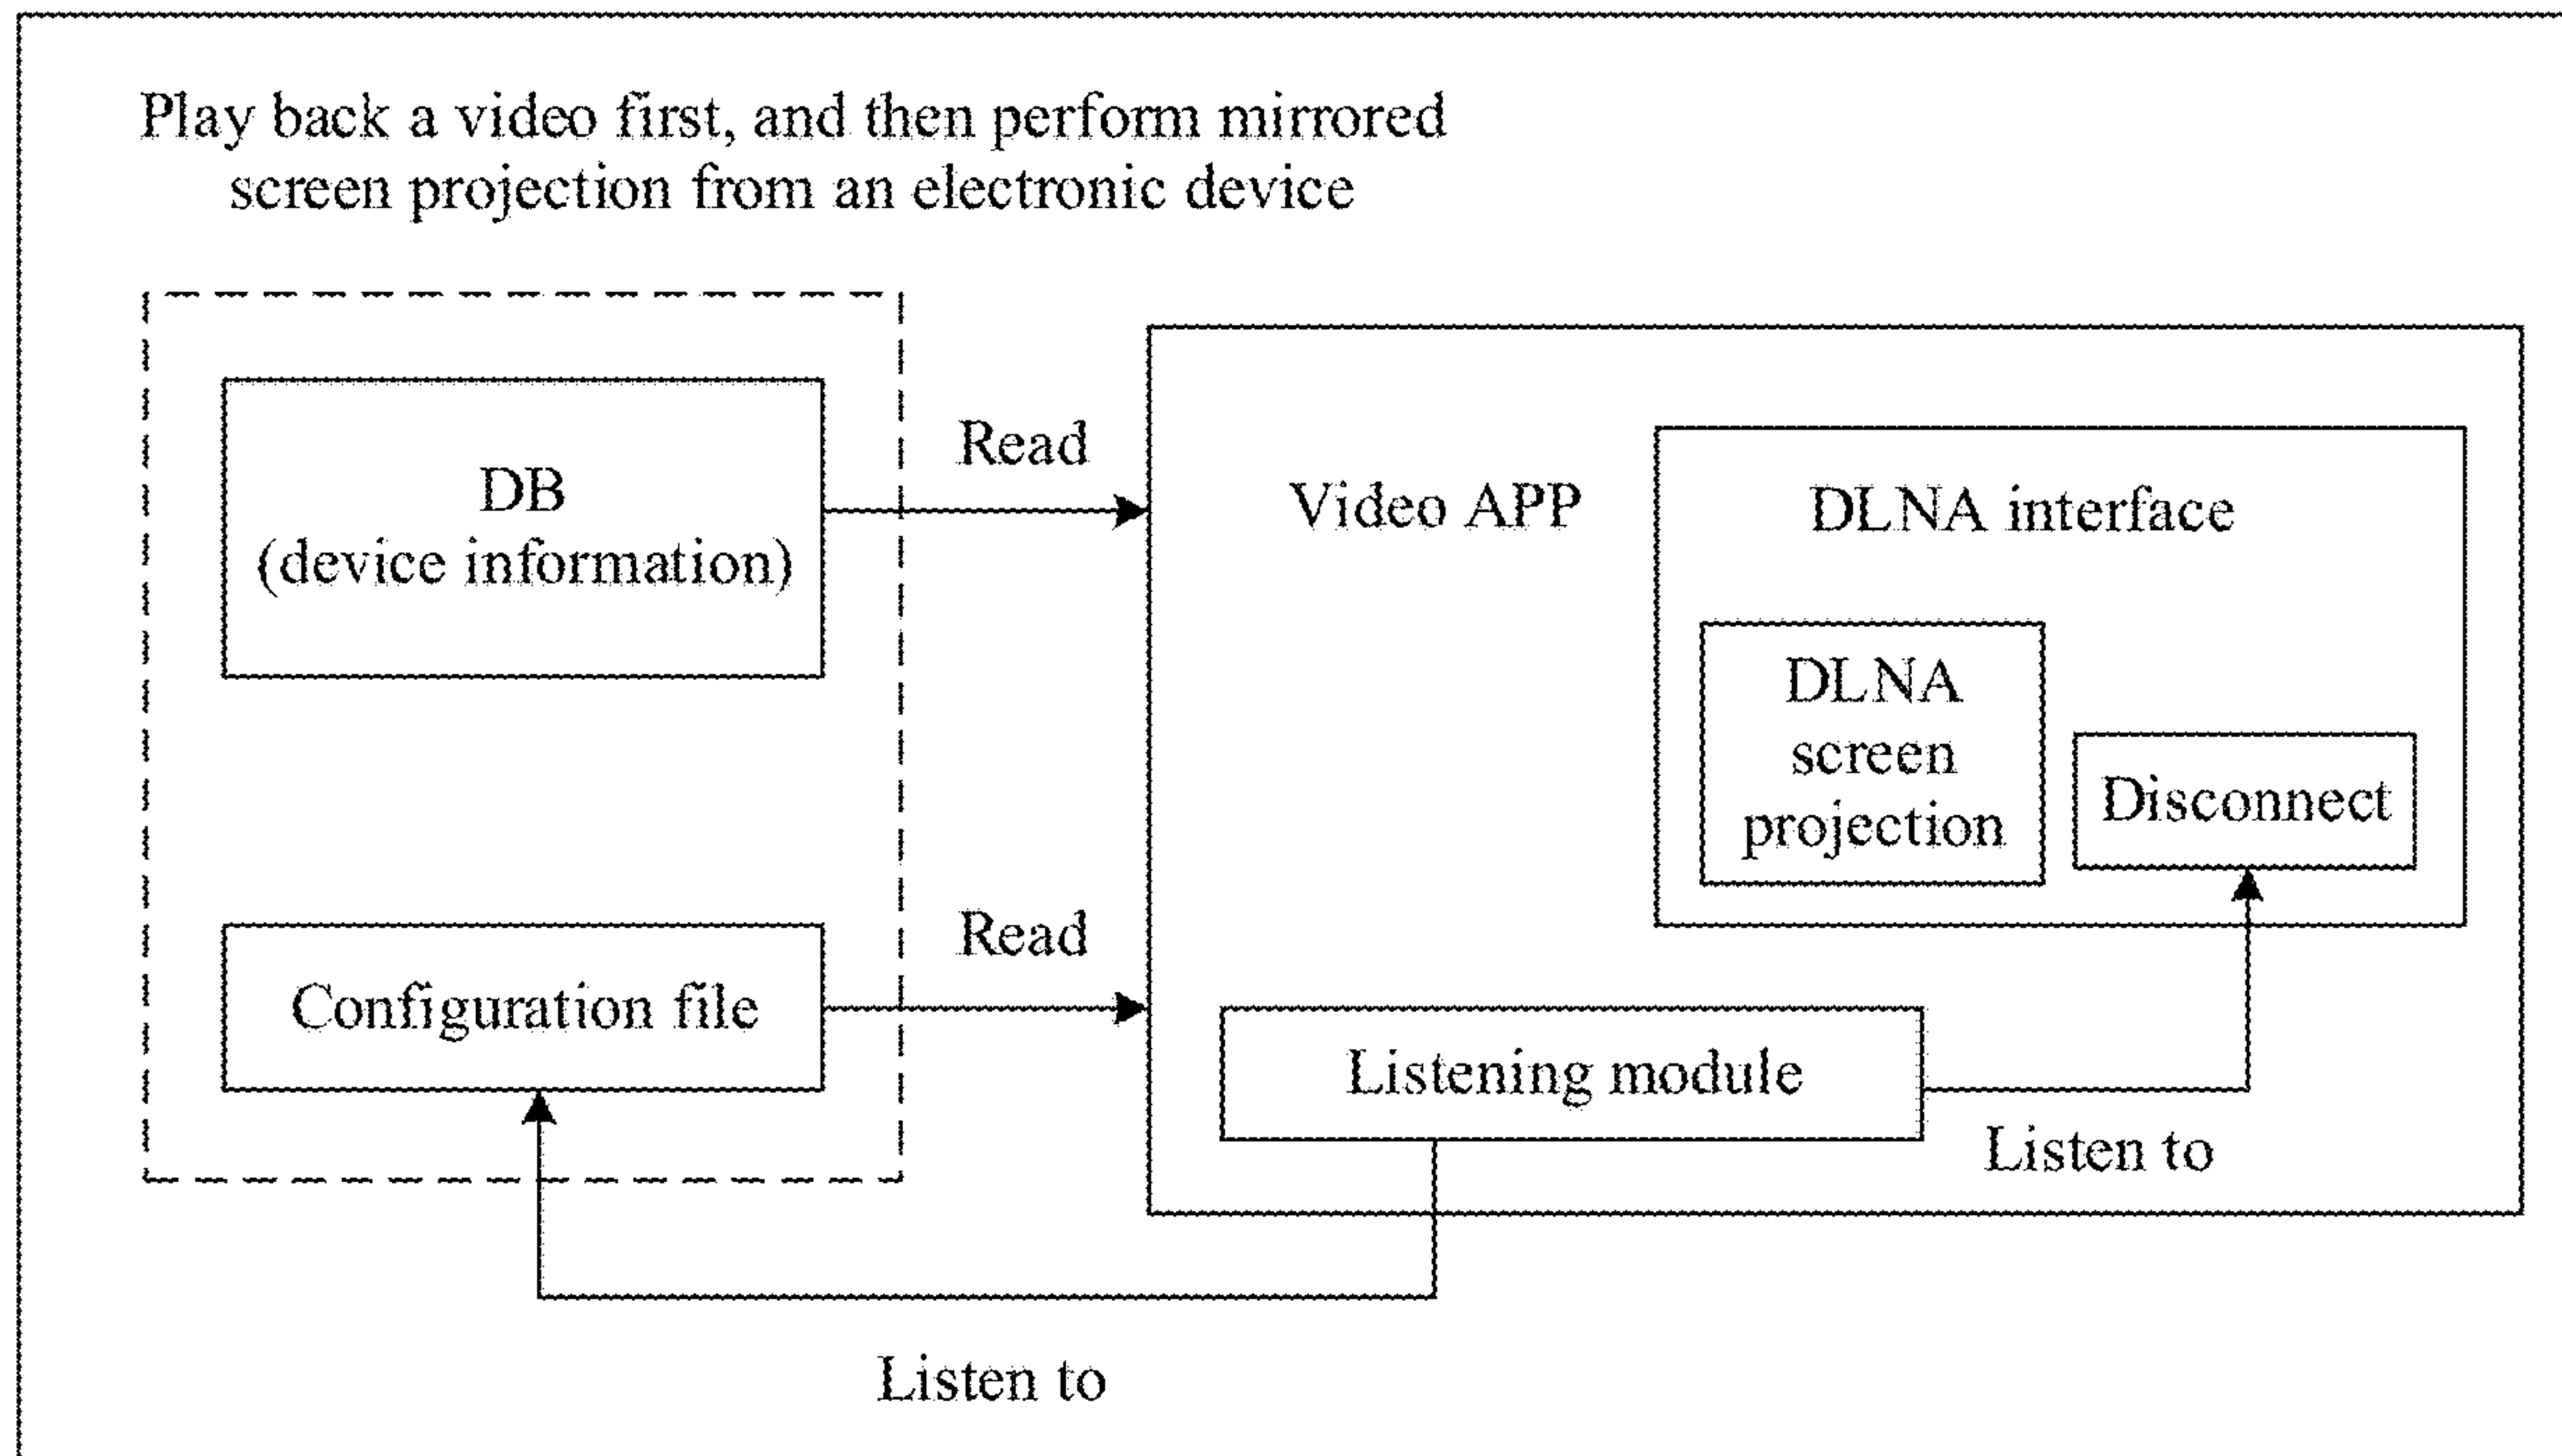 Play back a video first, and then perform mirrored
screen projection from an electronic device
DB
(device information)
Read
Video APP
DLNA interface
DLNA
screen
projection
Disconnect
Configuration file
Read
Listening module
Listen to
Listen to